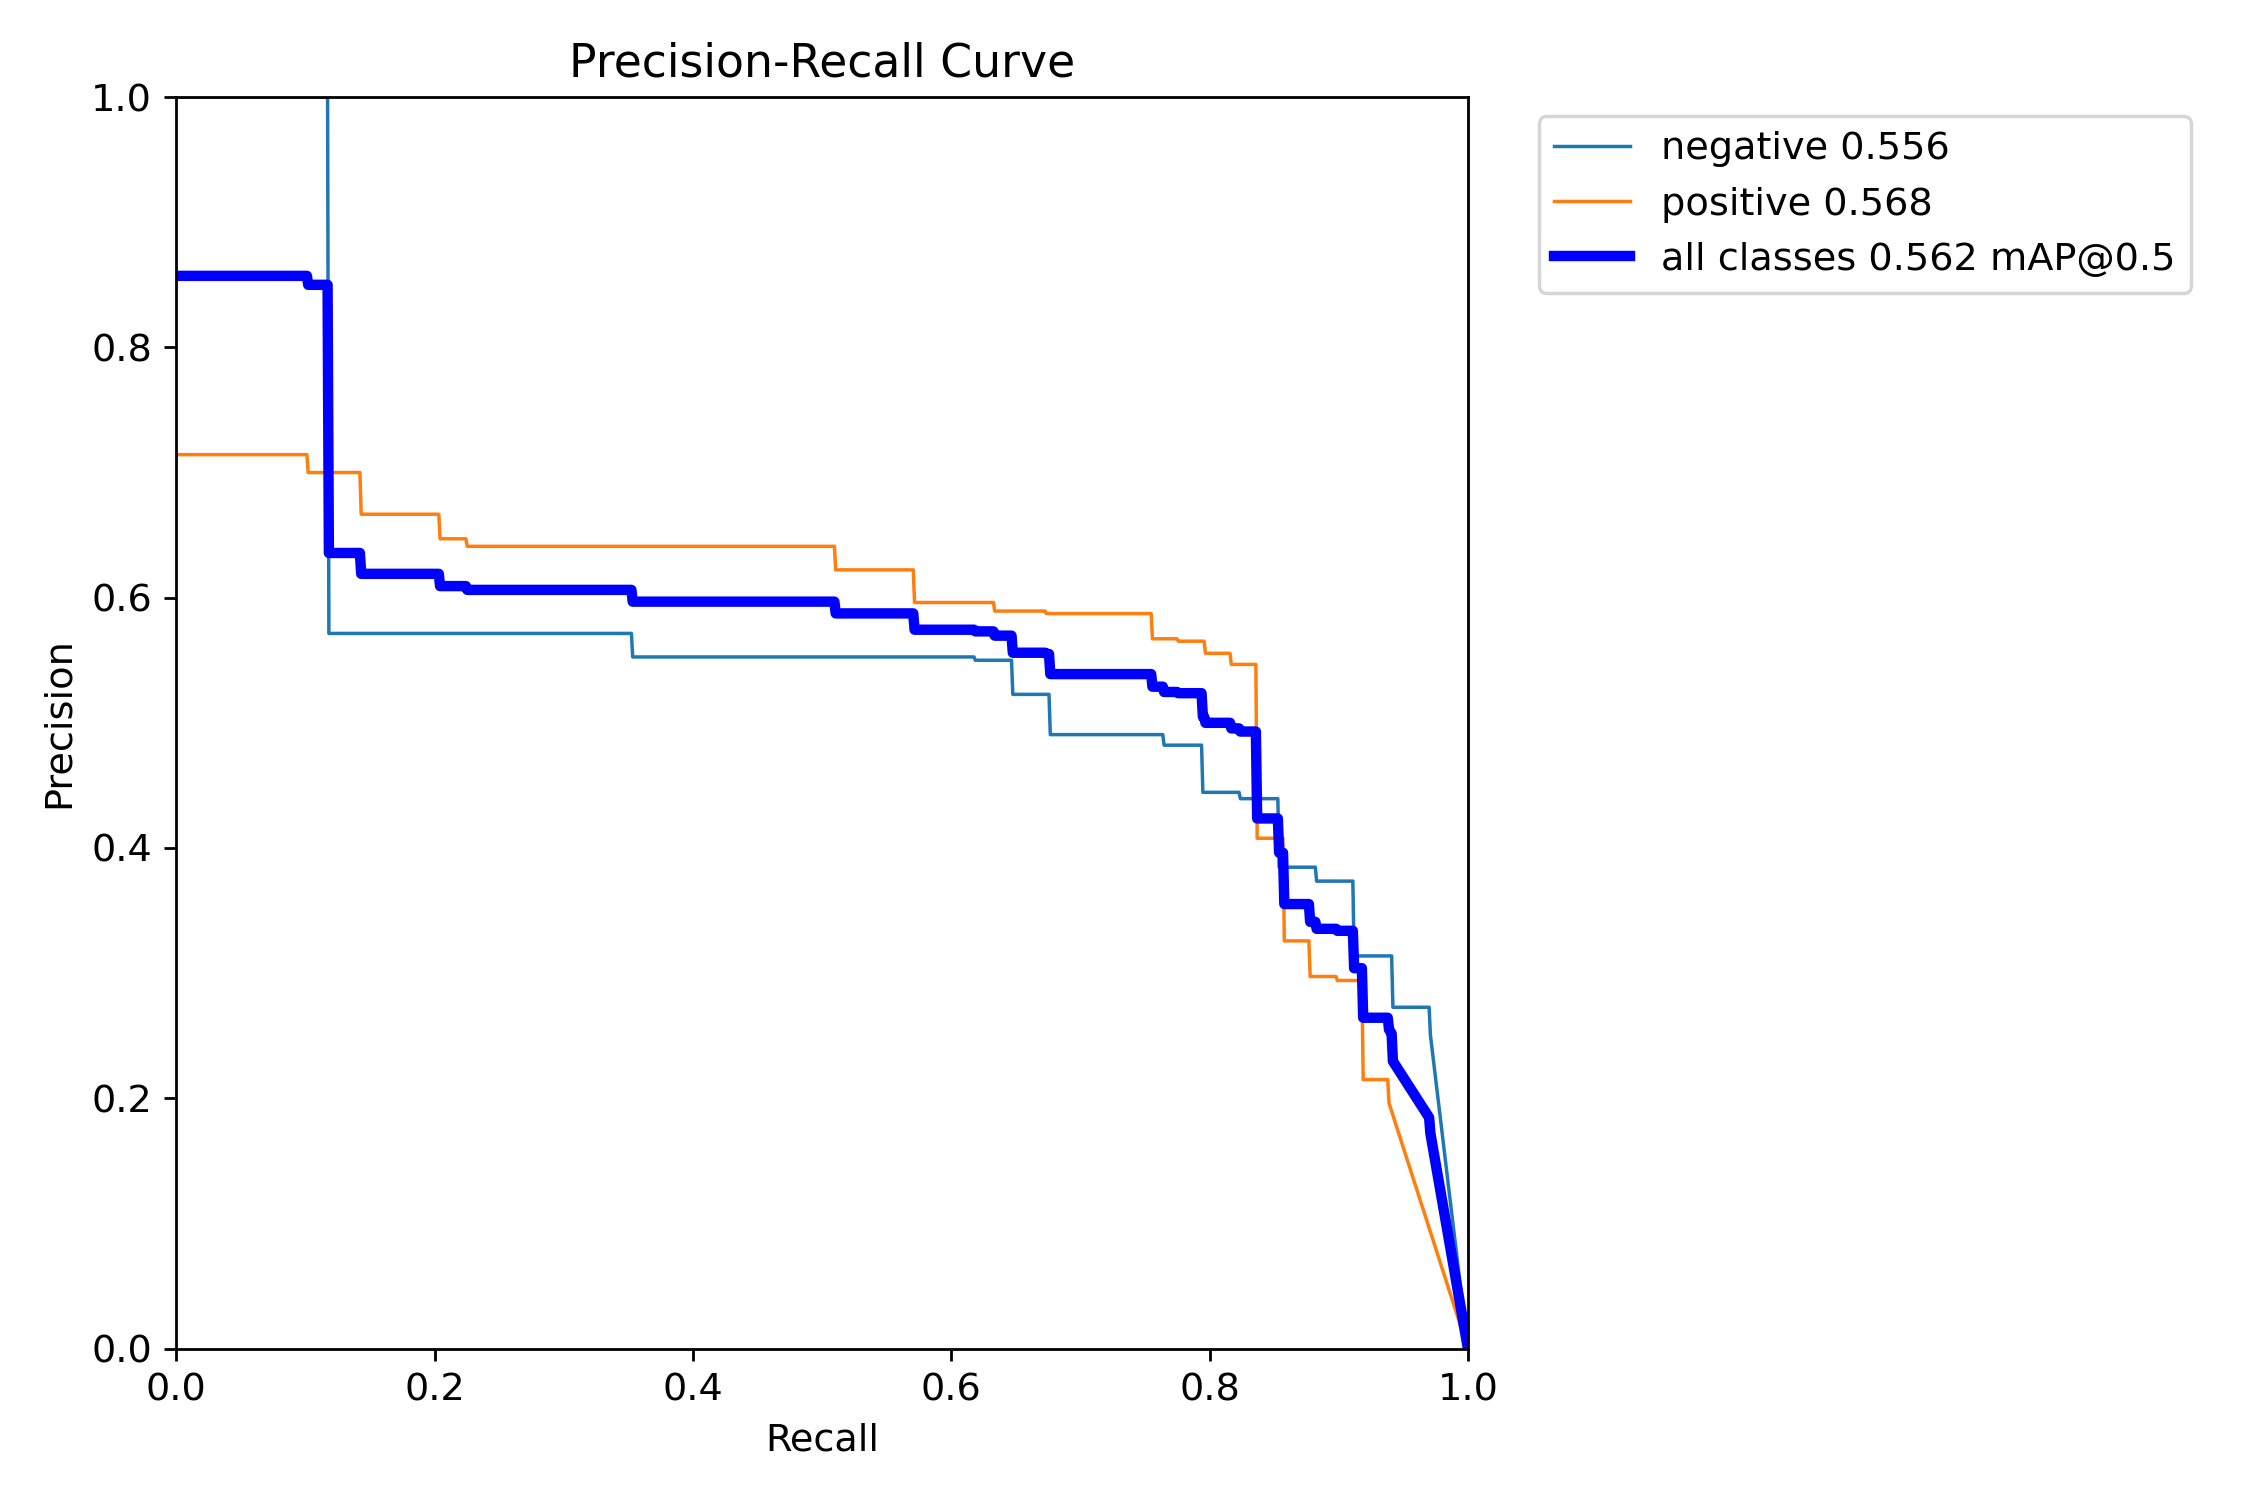 Precision-Recall Curve
1.0
0.8
0.6
0.4
0.2
0.0
Precision
0.0 0.2 0.4 0.6 0.8 1.0
Recall
negative 0.556
positive 0.568
all classes 0.562 mAP@0.5